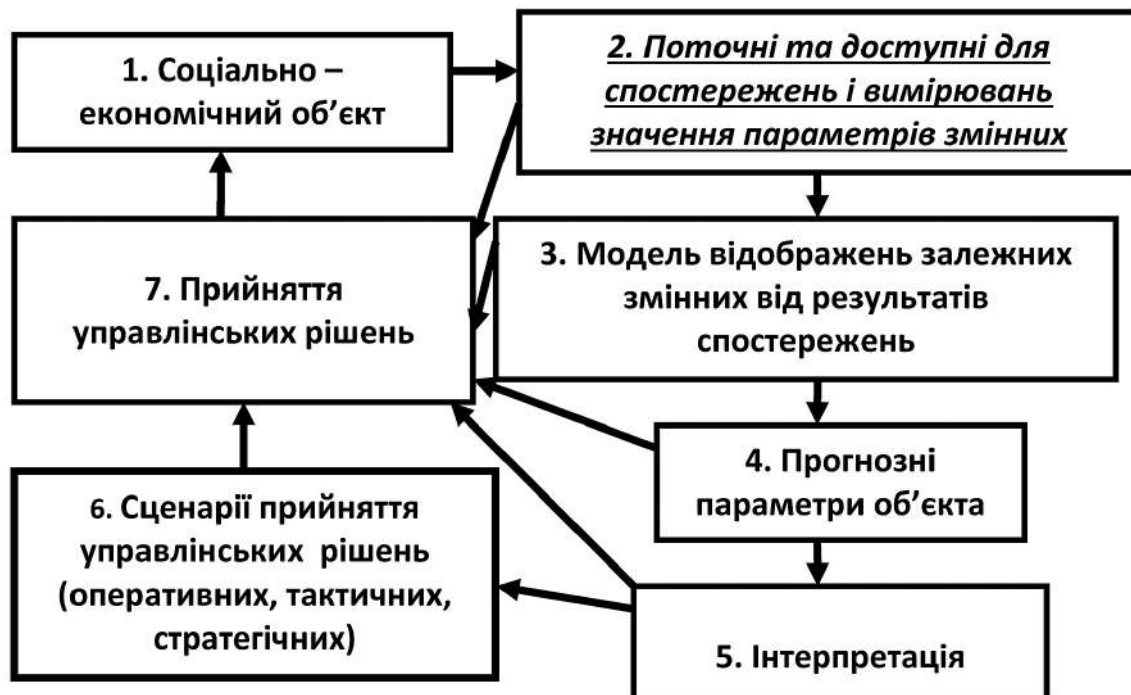 1. Соціально –
економічний об’єкт
2. Поточні та доступні для
спостережень і вимірювань
значення параметрів змінних
7. Прийняття
управлінських рішень
3. Модель відображень залежних
змінних від результатів
спостережень
4. Прогнозні
параметри об’єкта
6. Сценарії прийняття
управлінських рішень
(оперативних, тактичних,
стратегічних)
5. Інтерпретація